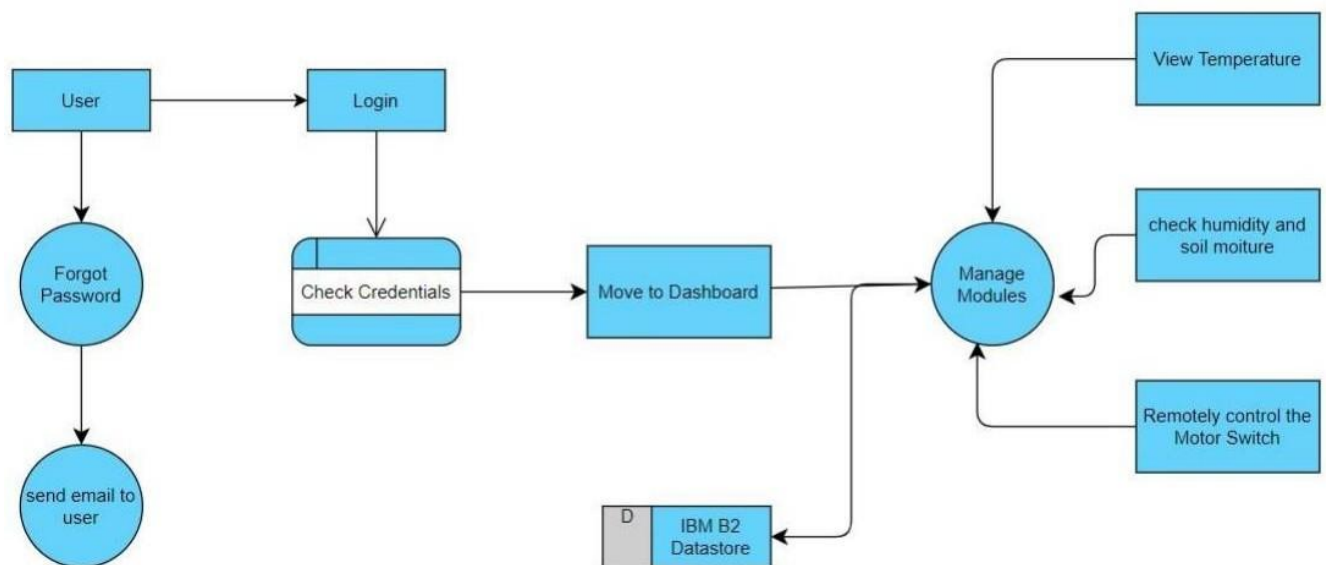 User
Login
View Temperature
check humidity and
soil moiture
Forgot
Password
Check Credentials
Move to Dashboard
Manage
Modules
Remotely control the
Motor Switch
send email to
user
D
IBM B2
Datastore